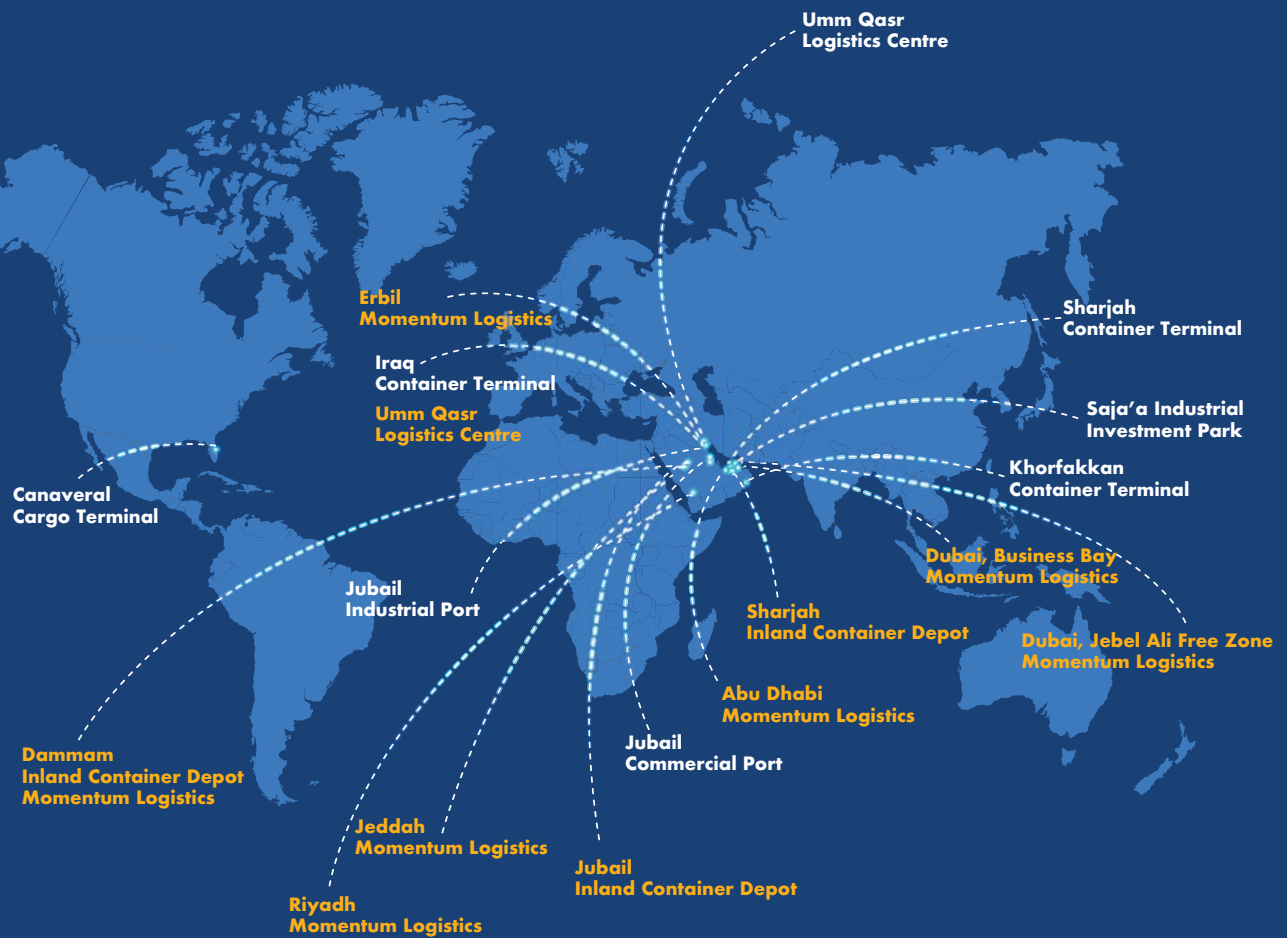 Umm Qasr
Logistics Centre
Erbil
Momentum Logistics
Iraq
Container Terminal
Umm Qasr
Logistics Centre
Sharjah
Container Terminal
Saja’a Industrial
Investment Park
Khorfakkan
Container Terminal
Canaveral
Cargo Terminal
Dubai, Business Bay
Momentum Logistics
Jubail
Industrial Port
Sharjah
Inland Container Depot
Dubai, Jebel Ali Free Zone
Momentum Logistics
Abu Dhabi
Momentum Logistics
Jubail
Commercial Port
Dammam
Inland Container Depot
Momentum Logistics
Jeddah
Momentum Logistics
Jubail
Inland Container Depot
Riyadh
Momentum Logistics